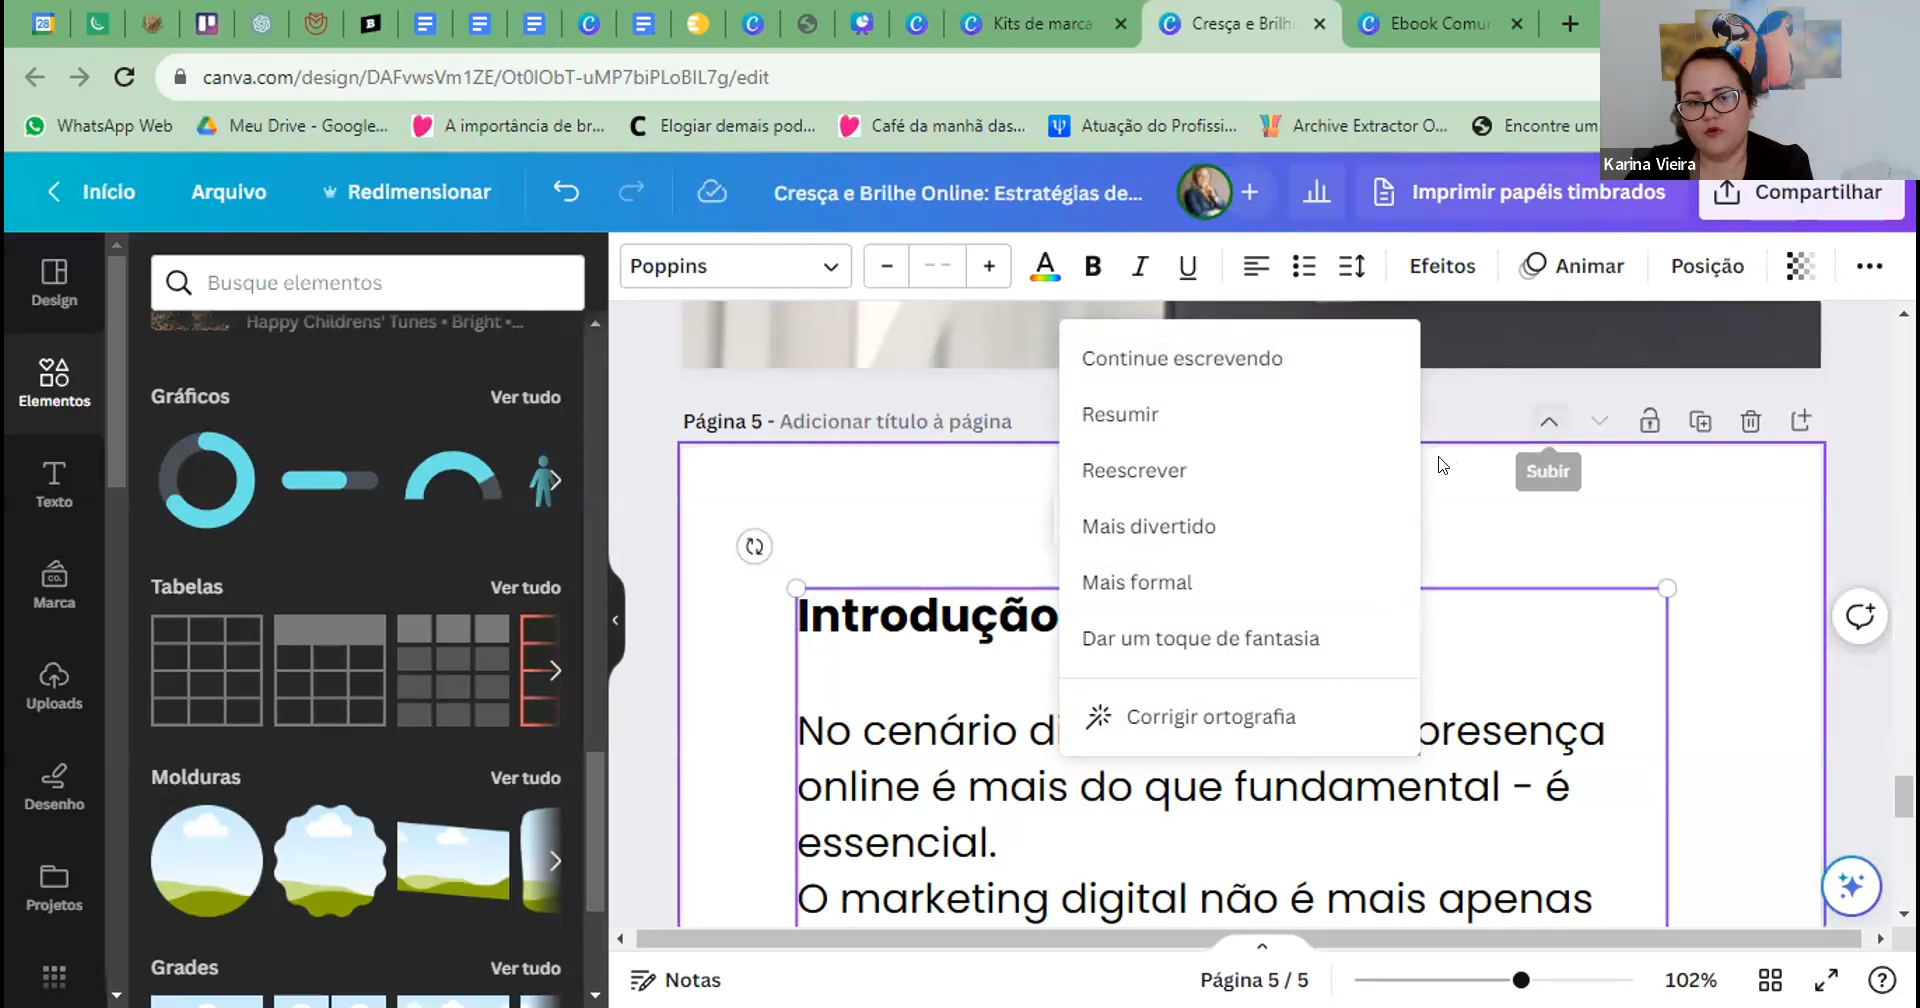 28
Kits de marca
Cresça e Brilh
Ebook Comu
canva.com/design/DAFvwsVm1ZE/Ot0lObT-uMP7biPLoBIL7g/edit
WhatsApp Web
Meu Drive - Google...
A importância de br...
Elogiar demais pod...
Café da manhã das...
Atuação do Profissi...
Archive Extractor O...
Encontre um
Karina Vieira
Início
Arquivo
Redimensionar
Cresça e Brilhe Online: Estratégias de...
Imprimir papéis timbrados
Compartilhar
Design
Elementos
Texto
Marca
Uploads
Desenho
Projetos
Busque elementos
Happy Childrens' Tunes • Bright •...
Gráficos
Ver tudo
Tabelas
Ver tudo
Molduras
Ver tudo
Grades
Ver tudo
Poppins
- -- +
A B I U
Efeitos
Animar
Posição
Página 5 - Adicionar título à página
Subir
Continue escrevendo
Resumir
Reescrever
Mais divertido
Mais formal
Dar um toque de fantasia
Corrigir ortografia
Introdução
No cenário di presença
online é mais do que fundamental - é
essencial.
O marketing digital não é mais apenas
Notas
Página 5 / 5
102%